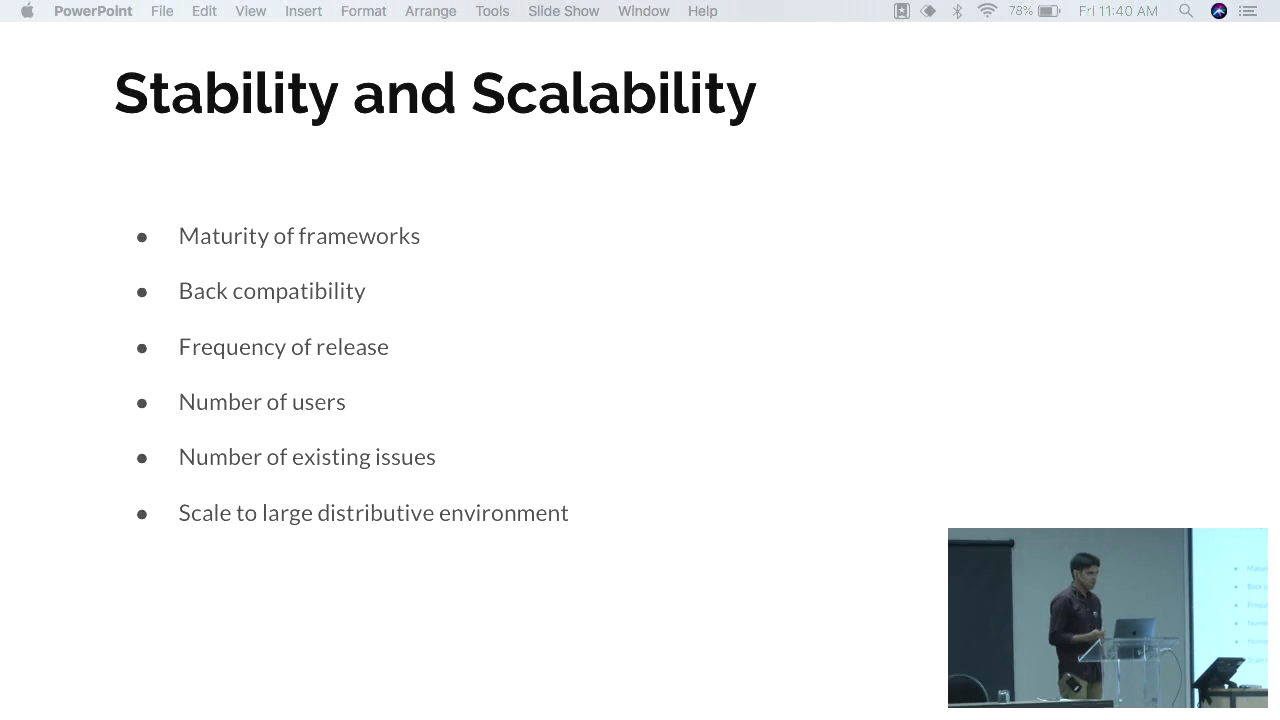 PowerPoint File Edit View Insert Format Arrange Tools Slide Show Window Help 78% Fri 11:40 AM
Stability and Scalability
• Maturity of frameworks
• Back compatibility
• Frequency of release
• Number of users
• Number of existing issues
• Scale to large distributive environment